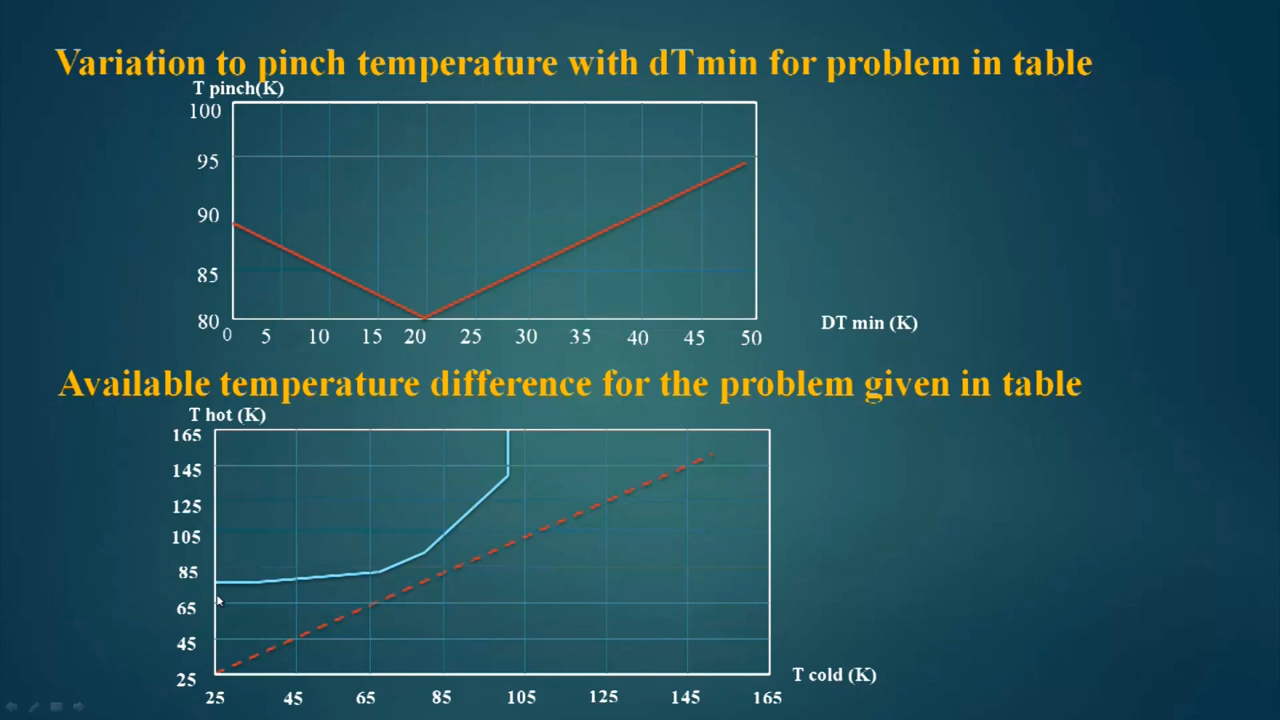 Variation to pinch temperature with dTmin for problem in table
T pinch(K)
100
95
90
85
80
0 5 10 15 20 25 30 35 40 45 50
DT min (K)
Available temperature difference for the problem given in table
T hot (K)
165
145
125
105
85
65
45
25
25 45 65 85 105 125 145 165
T cold (K)